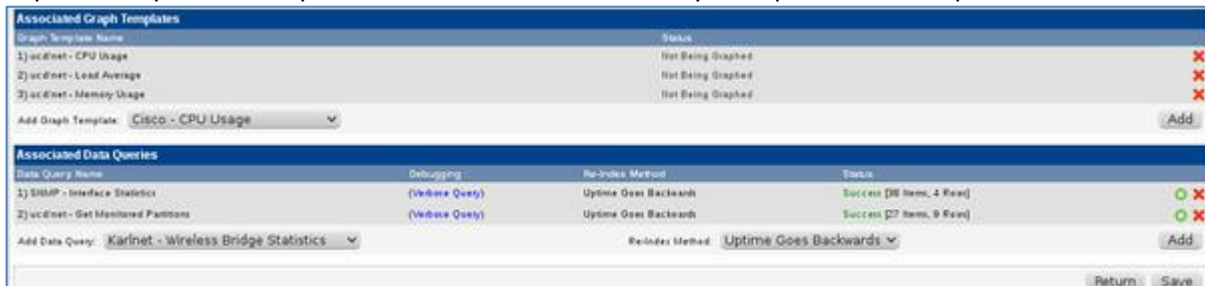 Associated Graph Templates
Graph Template Name Status
1) ucd/net - CPU Usage Not Being Graphed
2) ucd/net - Load Average Not Being Graphed
3) ucd/net - Memory Usage Not Being Graphed
Add Graph Template: Cisco - CPU Usage Add
Associated Data Queries
Data Query Name Debugging Re-Index Method Status
1) SNMP - Interface Statistics (Verbose Query) Uptime Goes Backwards Success [38 Items, 4 Rows]
2) ucd/net - Get Monitored Partitions (Verbose Query) Uptime Goes Backwards Success [27 Items, 9 Rows]
Add Data Query: Karlnet - Wireless Bridge Statistics Re-Index Method: Uptime Goes Backwards Add
Return Save